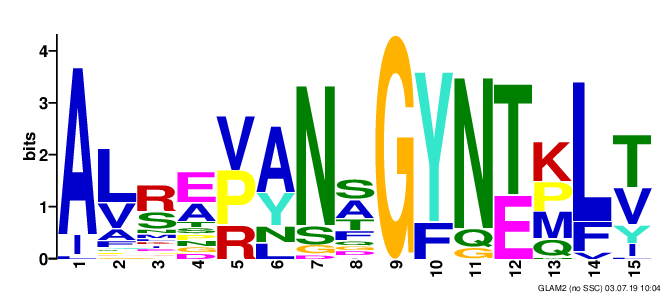 4
3
2
1
0
bits
A I
L V A F
R S M
E A T S N G D
V P R
A Y N L
N S G D
S A T F G D
G
Y F
N Q G
T E
K P M Q
L F V
T V Y I
1 2 3 4 5 6 7 8 9 10 11 12 13 14 15
GLAM2 (no SSC) 03.07.19 10:04